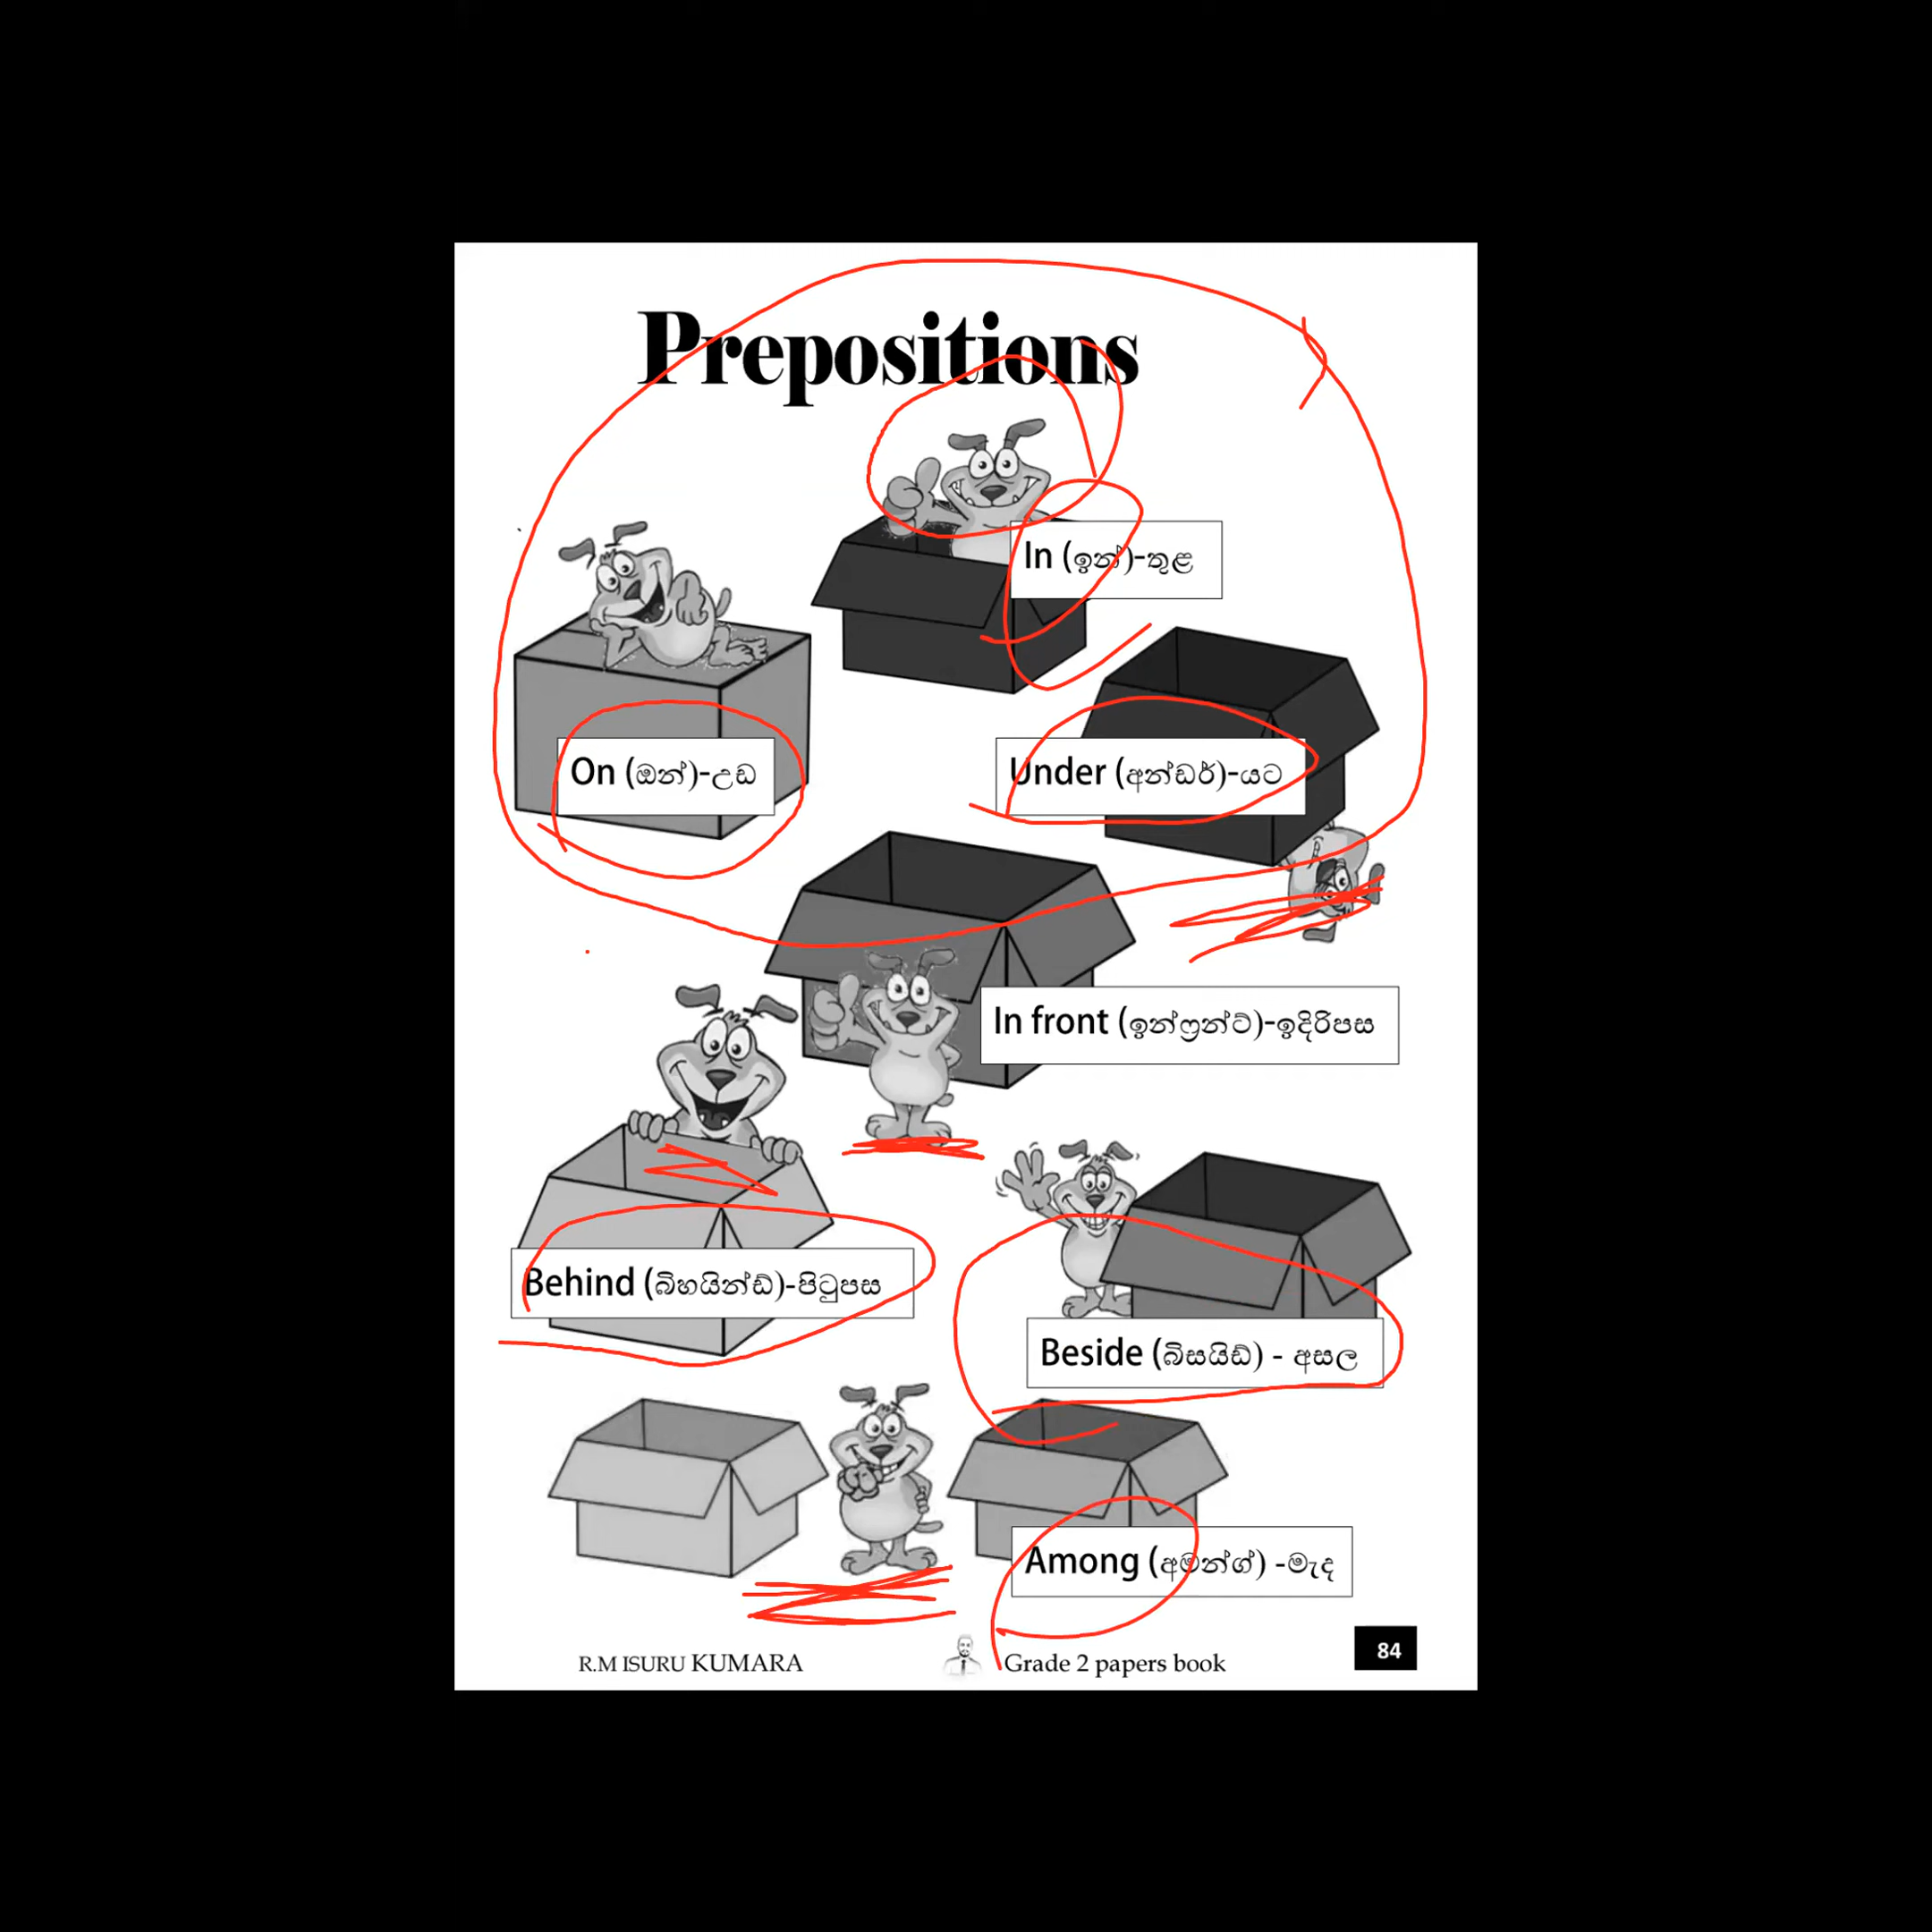 Prepositions
In (ඉන්)-තුළ
On (ඔන්)-උඩ
Under (අන්ඩර්)-යට
In front (ඉන්ෆ්‍රන්ට්)-ඉදිරිපස
Behind (බිහයින්ඩ්)-පිටුපස
Beside (බිසයිඩ්) - අසල
Among (අමන්ග්) -මැද
R.M ISURU KUMARA
Grade 2 papers book
84